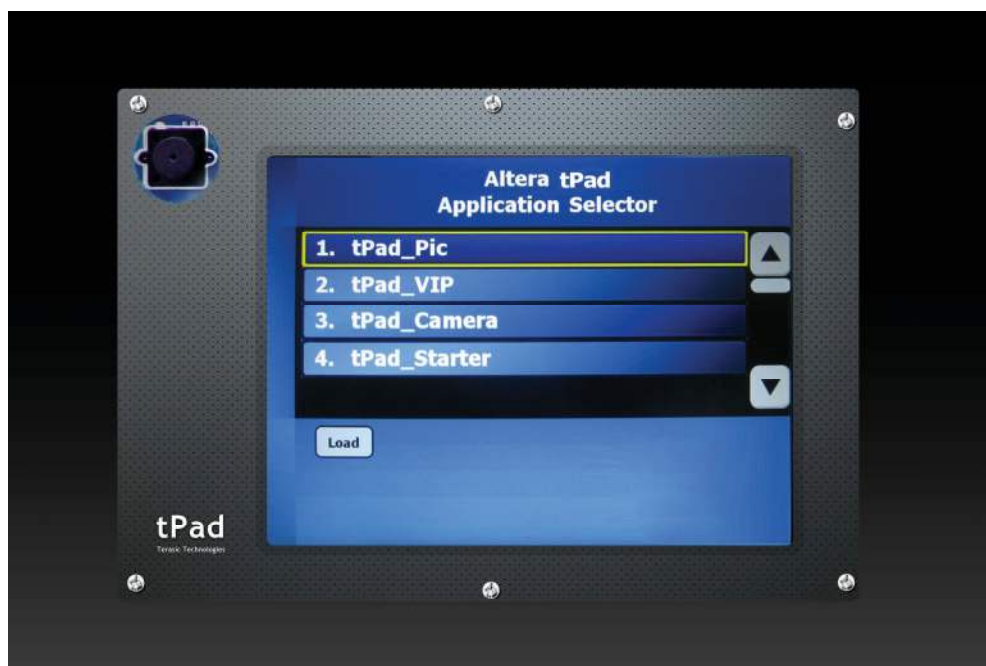 Altera tPad
Application Selector
1. tPad_Pic
2. tPad_VIP
3. tPad_Camera
4. tPad_Starter
Load
tPad
Terasic Technologies